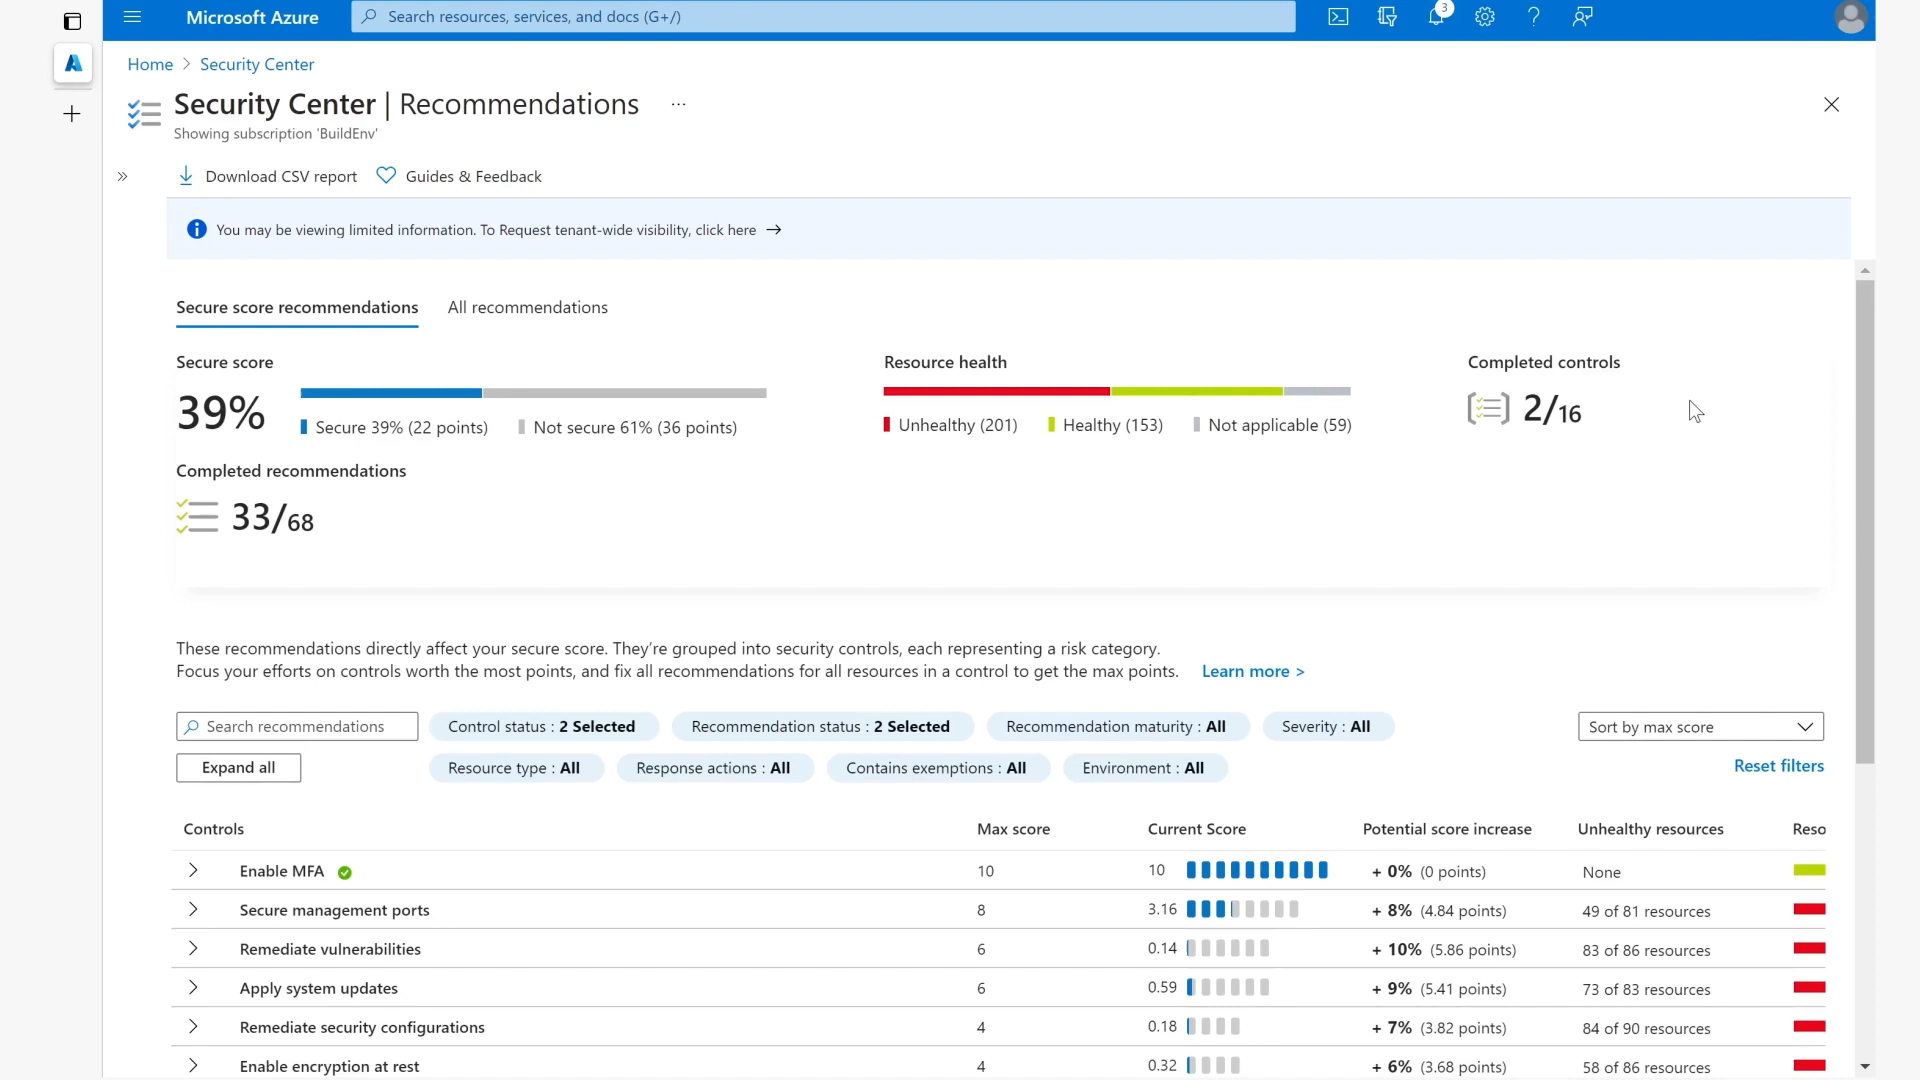 Microsoft Azure
Search resources, services, and docs (G+/)
3
Home > Security Center
Security Center | Recommendations ...
Showing subscription 'BuildEnv'
Download CSV report
Guides & Feedback
You may be viewing limited information. To Request tenant-wide visibility, click here →
Secure score recommendations
All recommendations
Secure score
39%
Secure 39% (22 points)
Not secure 61% (36 points)
Resource health
Unhealthy (201)
Healthy (153)
Not applicable (59)
Completed controls
2/16
Completed recommendations
33/68
These recommendations directly affect your secure score. They're grouped into security controls, each representing a risk category.
Focus your efforts on controls worth the most points, and fix all recommendations for all resources in a control to get the max points. Learn more >
Search recommendations
Control status : 2 Selected
Recommendation status : 2 Selected
Recommendation maturity : All
Severity : All
Sort by max score
Expand all
Resource type : All
Response actions : All
Contains exemptions : All
Environment : All
Reset filters
Controls Max score Current Score Potential score increase Unhealthy resources Reso
Enable MFA 10 10 + 0% (0 points) None
Secure management ports 8 3.16 + 8% (4.84 points) 49 of 81 resources
Remediate vulnerabilities 6 0.14 + 10% (5.86 points) 83 of 86 resources
Apply system updates 6 0.59 + 9% (5.41 points) 73 of 83 resources
Remediate security configurations 4 0.18 + 7% (3.82 points) 84 of 90 resources
Enable encryption at rest 4 0.32 + 6% (3.68 points) 58 of 86 resources